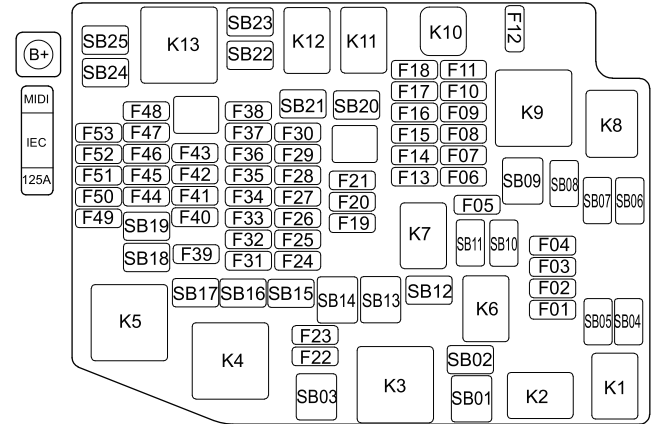 SB25 K13 SB23 K12 K11 K10 F12
SB22
B+ SB24
MIDI
IEC
125A
F18 F11
F17 F10
F16 F09
F15 F08
F14 F07
F13 F06
K9 K8
F48 F38 SB21 SB20
F53 F47 F37 F30
F52 F46 F43 F36 F29
F51 F45 F42 F35 F28 F21
F50 F44 F41 F34 F27 F20
F49 SB19 F40 F33 F26 F19
F32 F25
SB18 F39 F31 F24
SB09 SB08 SB07 SB06
F05
K7 SB11 SB10 F04
F03
F02
F01
SB17 SB16 SB15 SB14 SB13 SB12 K6
SB05 SB04
K5 K4 F23
F22
SB03 K3 SB02
SB01 K2 K1